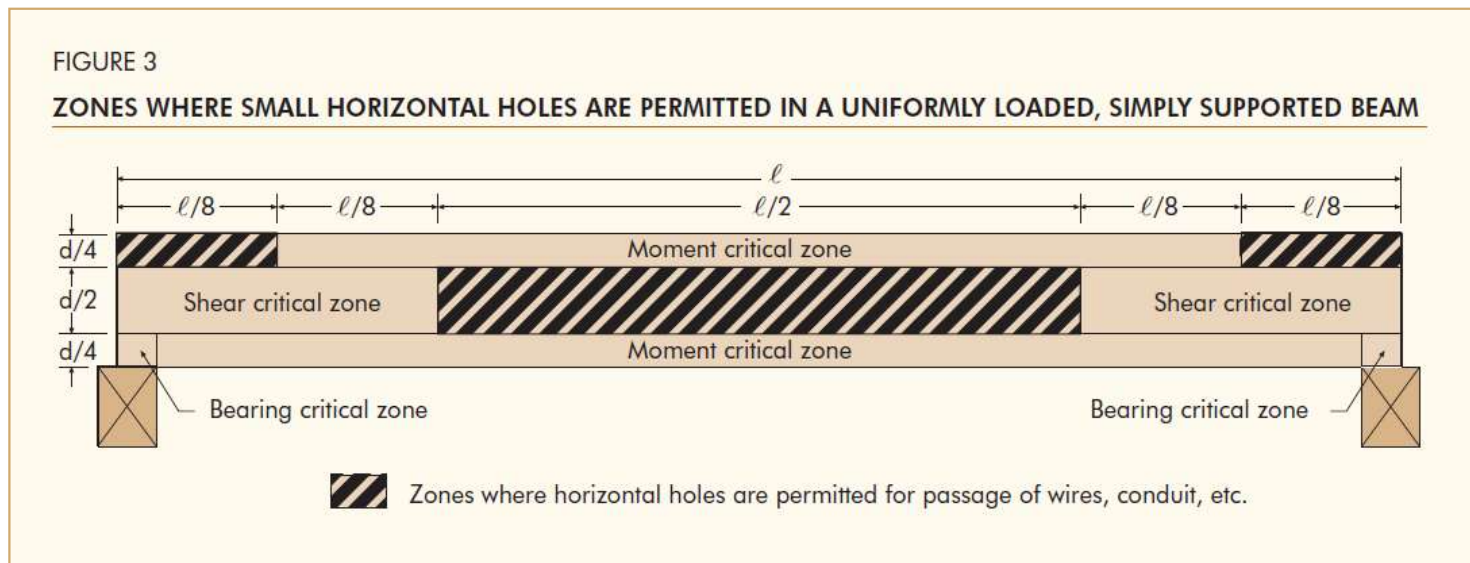 FIGURE 3
ZONES WHERE SMALL HORIZONTAL HOLES ARE PERMITTED IN A UNIFORMLY LOADED, SIMPLY SUPPORTED BEAM
ℓ
ℓ/8 ℓ/8 ℓ/2 ℓ/8 ℓ/8
d/4 Moment critical zone
d/2 Shear critical zone Shear critical zone
d/4 Moment critical zone
Bearing critical zone Bearing critical zone
Zones where horizontal holes are permitted for passage of wires, conduit, etc.